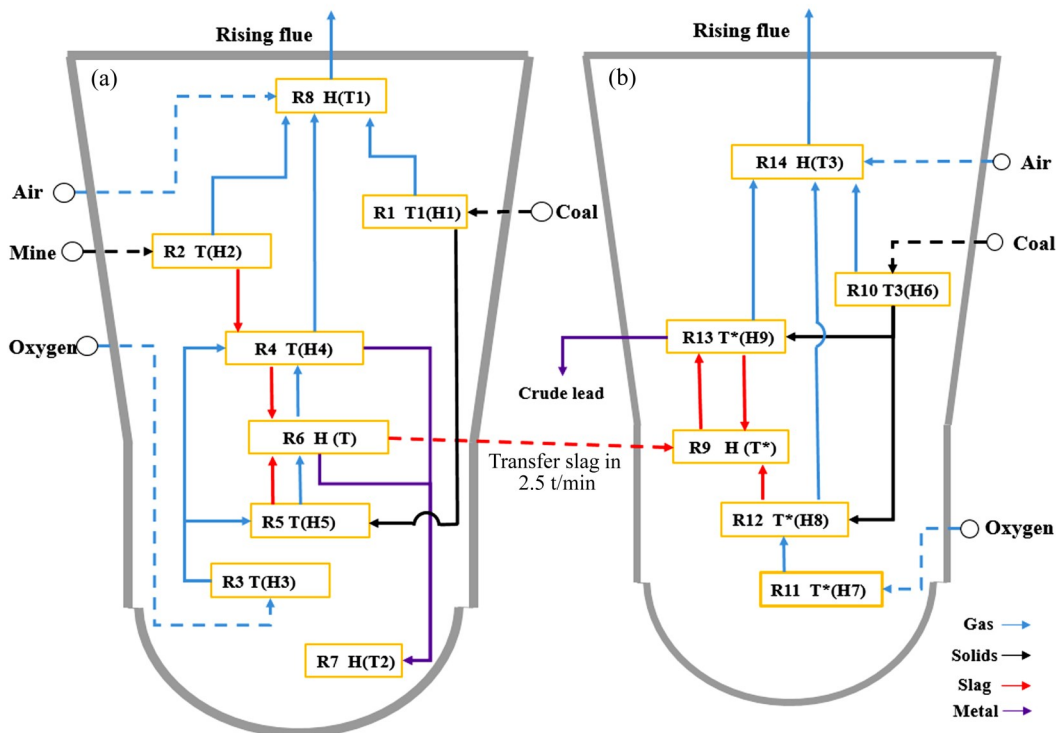 Rising flue
Rising flue
(a)
(b)
R8 H(T1)
R14 H(T3)
Air
Air
R1 T1(H1)
Coal
Mine
R2 T(H2)
Coal
R10 T3(H6)
Oxygen
R4 T(H4)
R13 T*(H9)
Crude lead
R6 H (T)
R9 H (T*)
Transfer slag in
2.5 t/min
R5 T(H5)
R12 T*(H8)
Oxygen
R3 T(H3)
R11 T*(H7)
Gas
Solids
R7 H(T2)
Slag
Metal